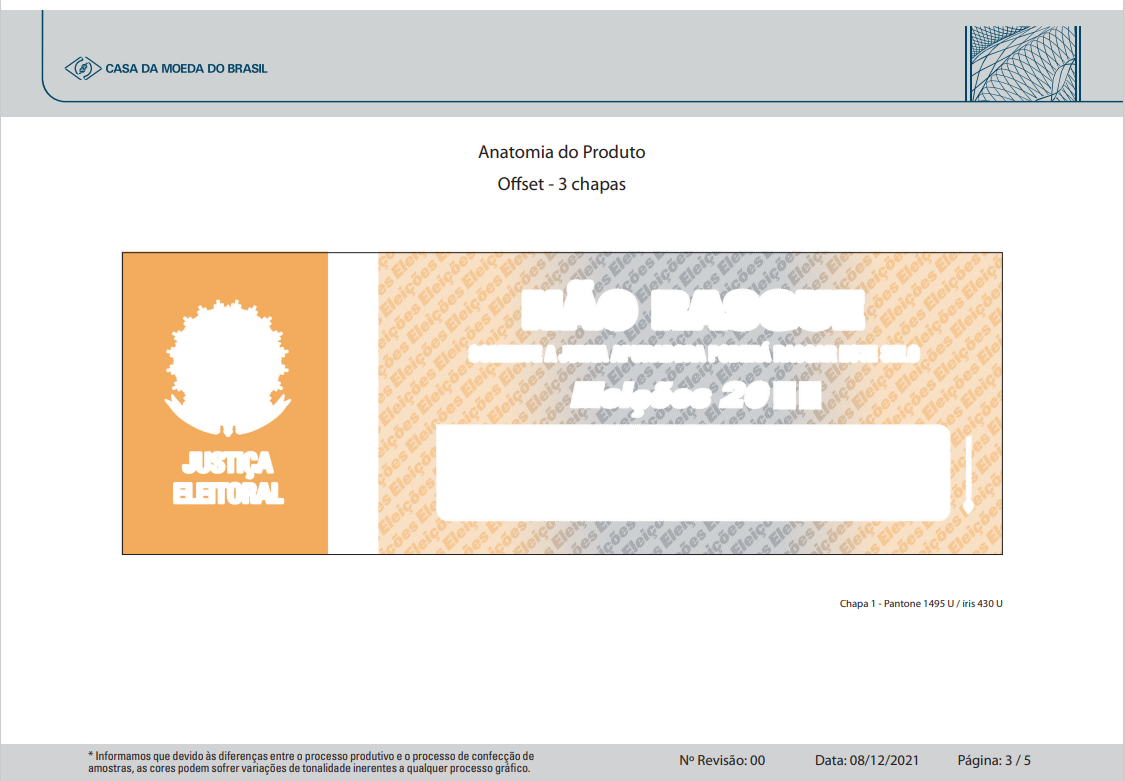 CASA DA MOEDA DO BRASIL
Anatomia do Produto
Offset - 3 chapas
NÃO RASGUE
JUSTIÇA
ELEITORAL
Eleições 20
Chapa 1 - Pantone 1495 U / íris 430 U
* Informamos que devido às diferenças entre o processo produtivo e o processo de confecção de
amostras, as cores podem sofrer variações de tonalidade inerentes a qualquer processo gráfico.
Nº Revisão: 00
Data: 08/12/2021
Página: 3 / 5